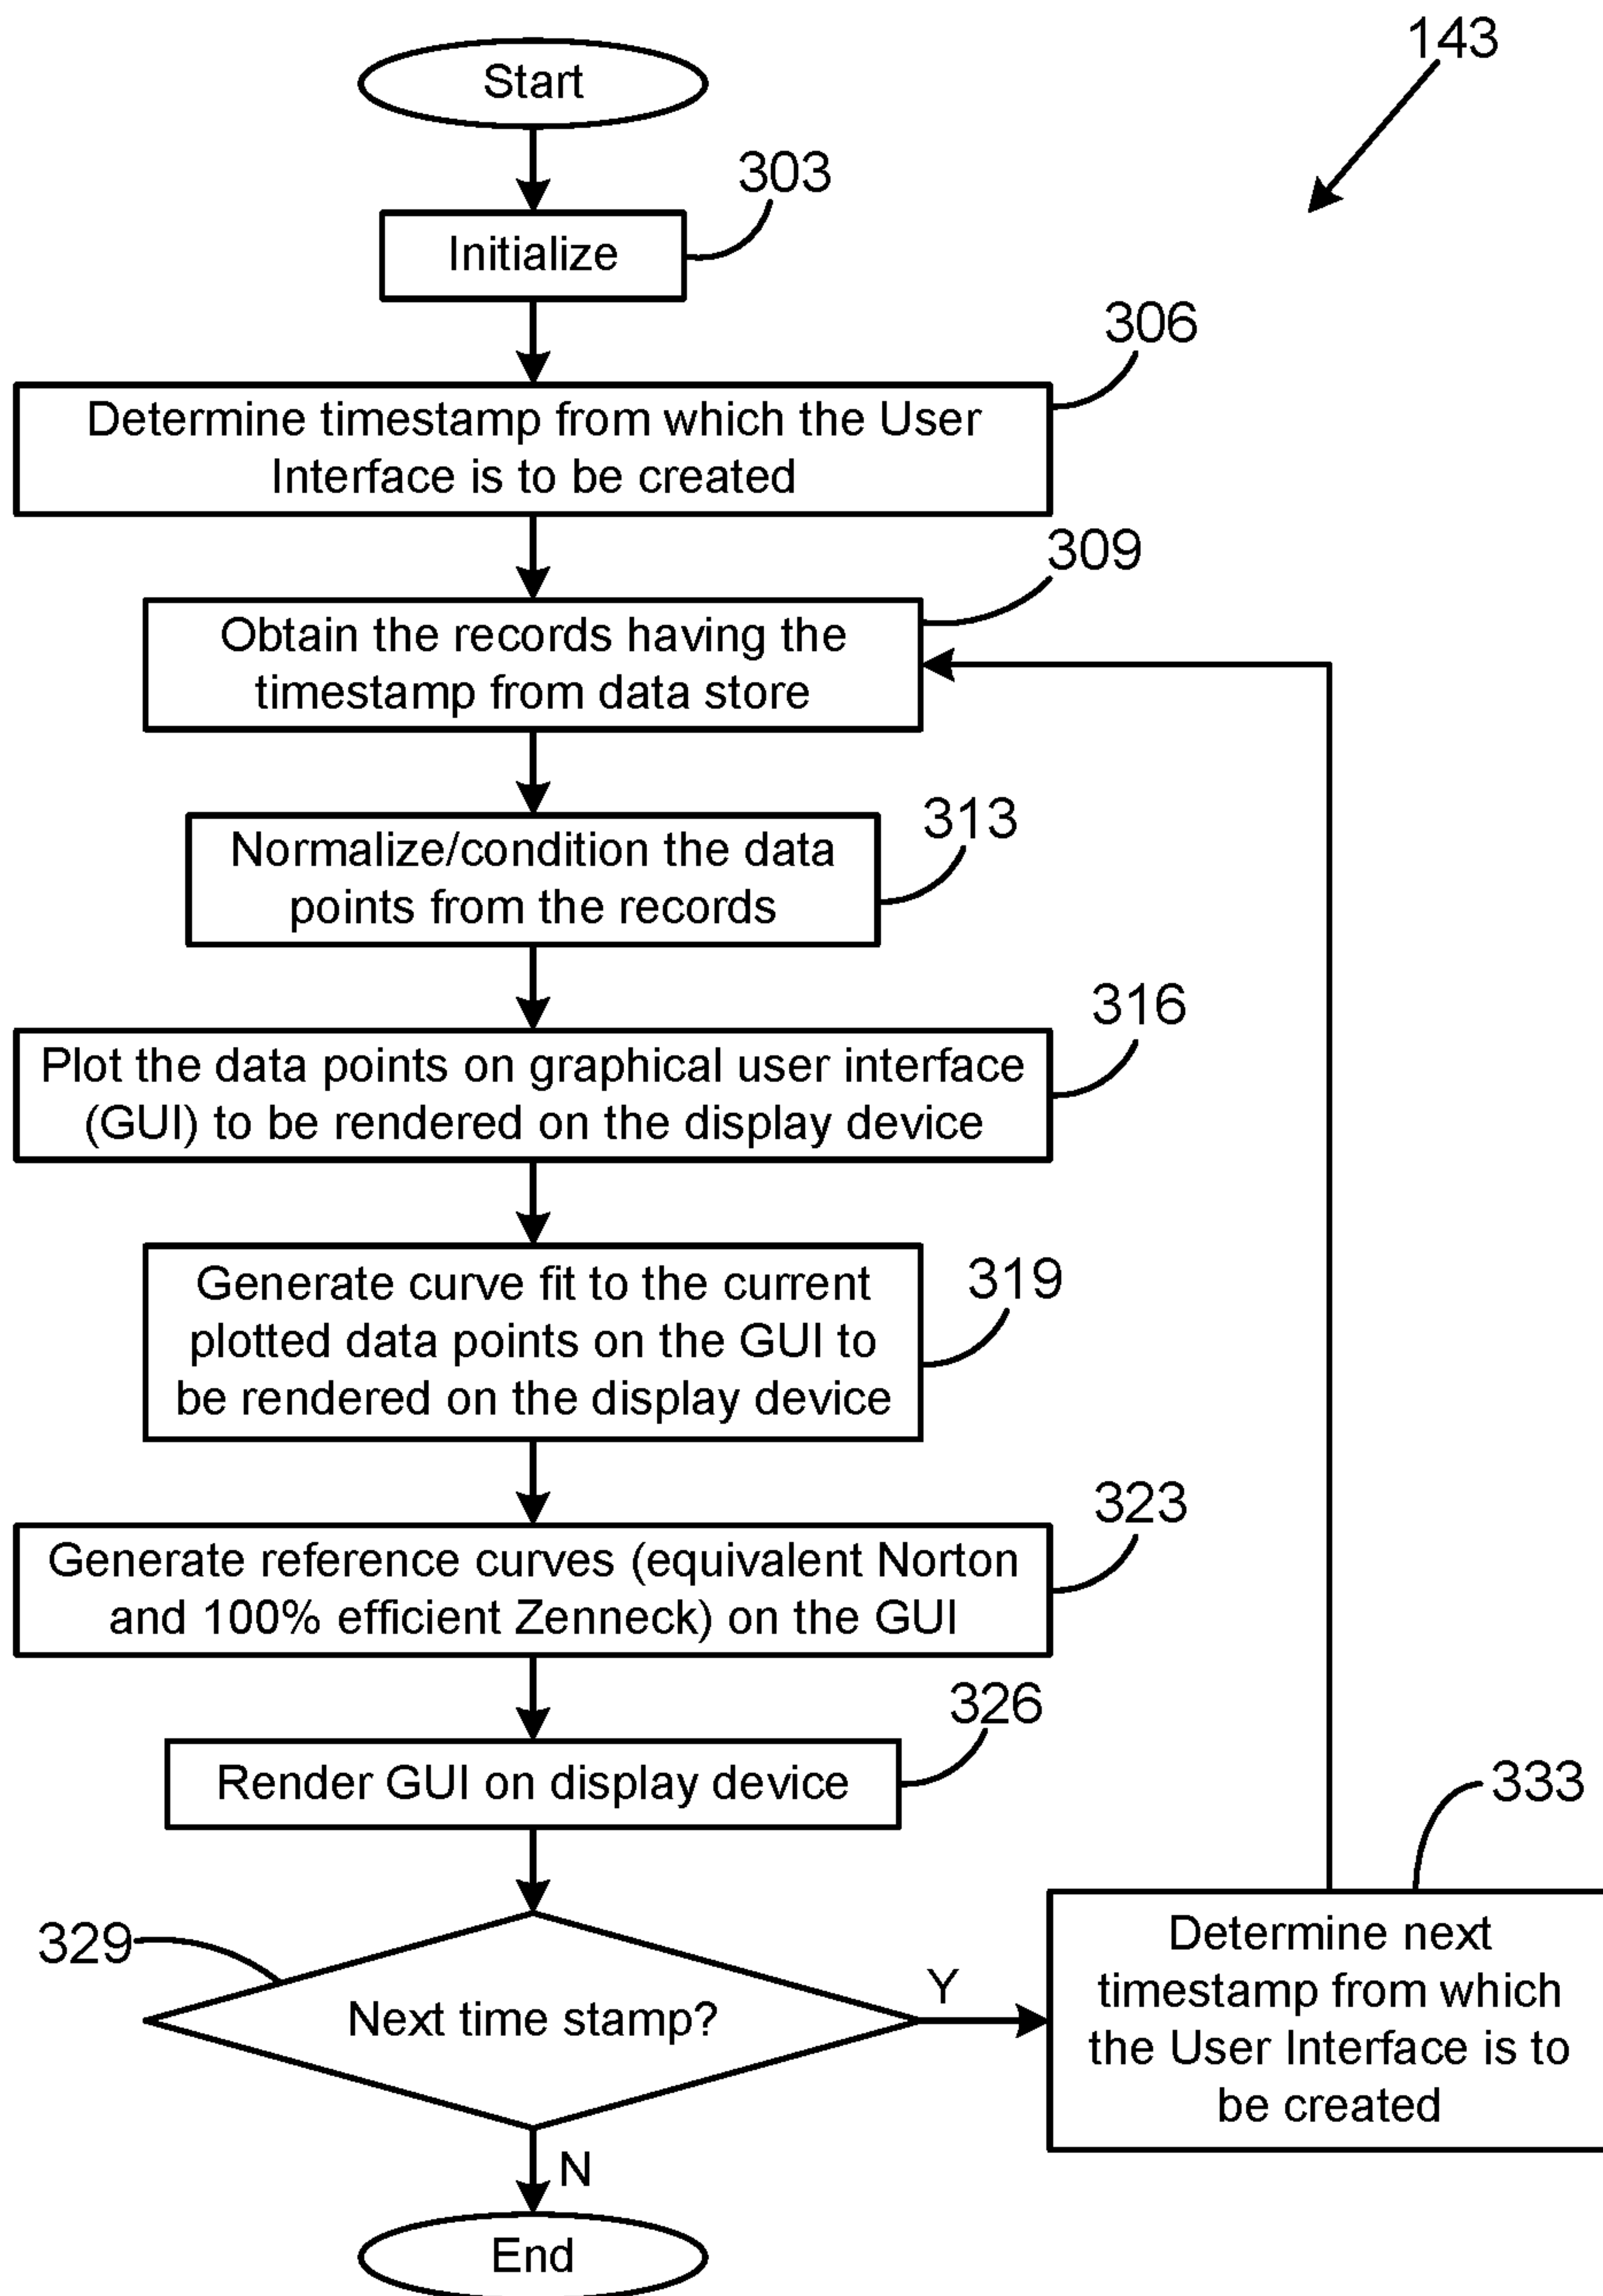 143
Start
303
Initialize
306
Determine timestamp from which the User
Interface is to be created
309
Obtain the records having the
timestamp from data store
313
Normalize/condition the data
points from the records
316
Plot the data points on graphical user interface
(GUI) to be rendered on the display device
319
Generate curve fit to the current
plotted data points on the GUI to
be rendered on the display device
323
Generate reference curves (equivalent Norton
and 100% efficient Zenneck) on the GUI
326
Render GUI on display device
329
Next time stamp?
Y
333
Determine next
timestamp from which
the User Interface is to
be created
N
End